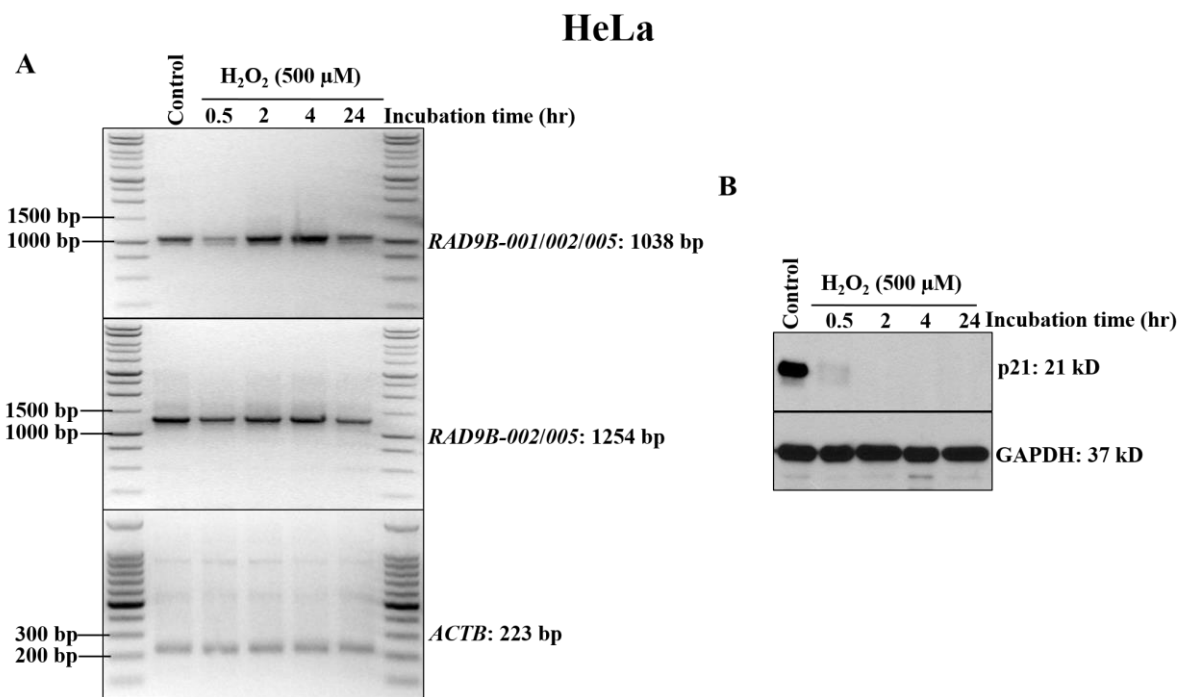 HeLa
A
Control
H₂O₂ (500 µM)
0.5 2 4 24 Incubation time (hr)
1500 bp
1000 bp
RAD9B-001/002/005: 1038 bp
1500 bp
1000 bp
RAD9B-002/005: 1254 bp
300 bp
200 bp
ACTB: 223 bp
B
Control
H₂O₂ (500 µM)
0.5 2 4 24 Incubation time (hr)
p21: 21 kD
GAPDH: 37 kD